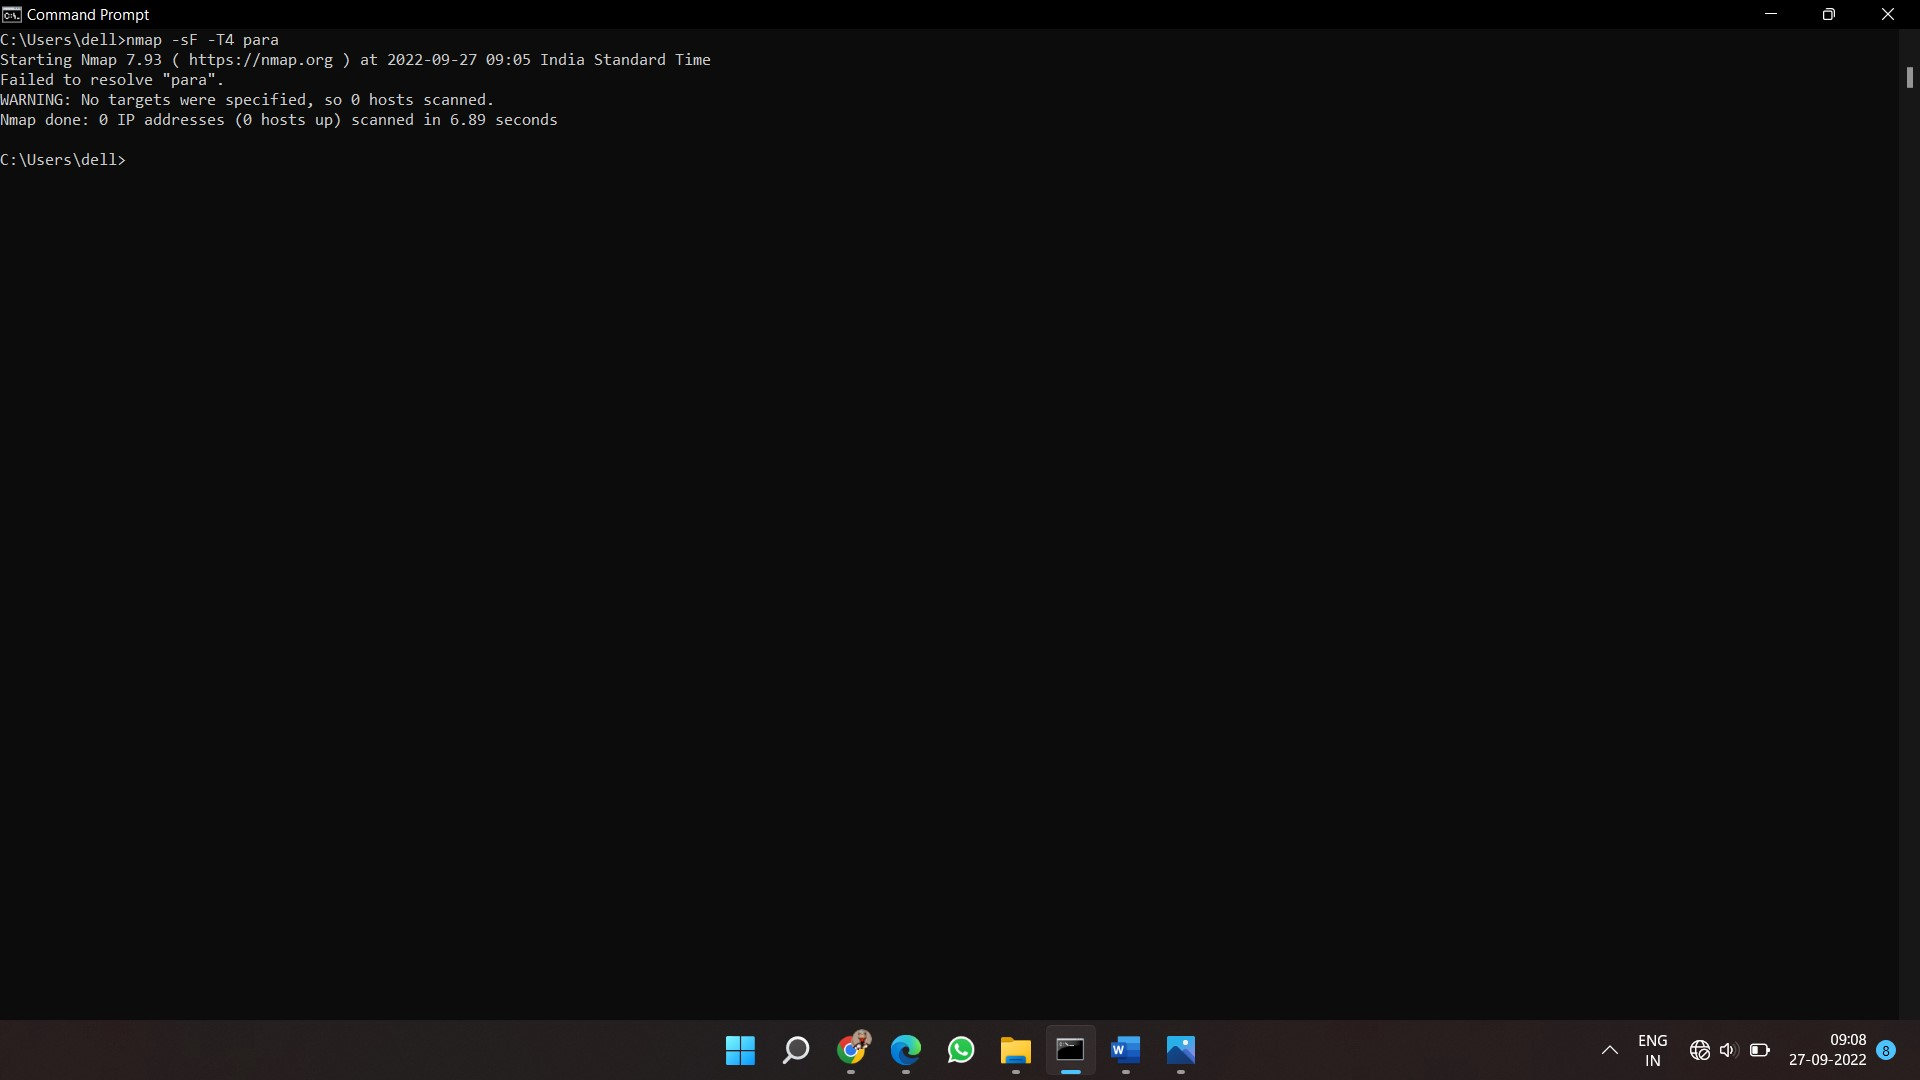 Command Prompt
C:\Users\dell>nmap -sF -T4 para
Starting Nmap 7.93 ( https://nmap.org ) at 2022-09-27 09:05 India Standard Time
Failed to resolve "para".
WARNING: No targets were specified, so 0 hosts scanned.
Nmap done: 0 IP addresses (0 hosts up) scanned in 6.89 seconds
C:\Users\dell>
ENG
IN
09:08
27-09-2022
8